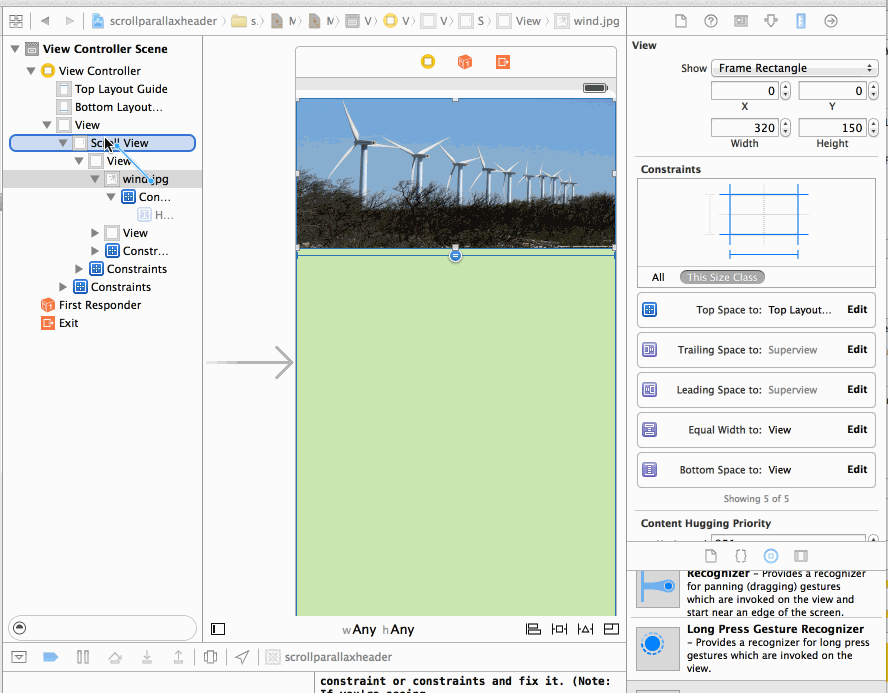 scrollparallaxheader
s.
M
M
V
V
V
S
View
wind.jpg
View Controller Scene
View Controller
Top Layout Guide
Bottom Layout...
View
Scroll View
View
wind.jpg
Con...
H...
View
Constr...
Constraints
Constraints
First Responder
Exit
wAny hAny
scrollparallaxheader
constraint or constraints and fix it. (Note:
View
Show Frame Rectangle
0 0
X Y
320 150
Width Height
Constraints
All This Size Class
Top Space to: Top Layout... Edit
Trailing Space to: Superview Edit
Leading Space to: Superview Edit
Equal Width to: View Edit
Bottom Space to: View Edit
Showing 5 of 5
Content Hugging Priority
Recognizer - Provides a recognizer
for panning (dragging) gestures
which are invoked on the view and
start near an edge of the screen.
Long Press Gesture Recognizer
- Provides a recognizer for long press
gestures which are invoked on the
view.